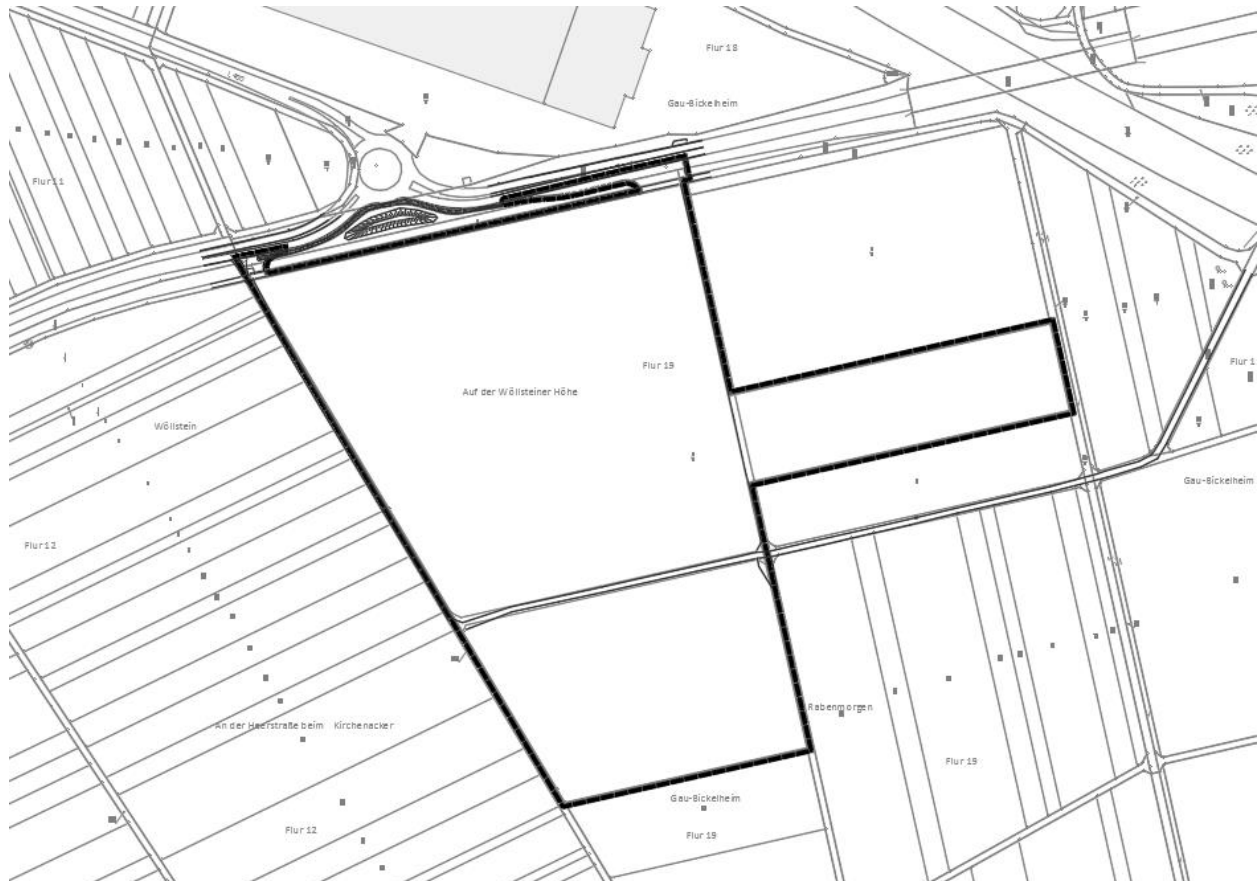 Flur 18
Gau-Bickelheim
Flur 11
Flur 19
Flur 1
Auf der Wöllsteiner Höhe
Wöllstein
Gau-Bickelheim
Flur 12
Rabenmorgen
An der Heerstraße beim Kirchenacker
Flur 19
Gau-Bickelheim
Flur 12
Flur 19